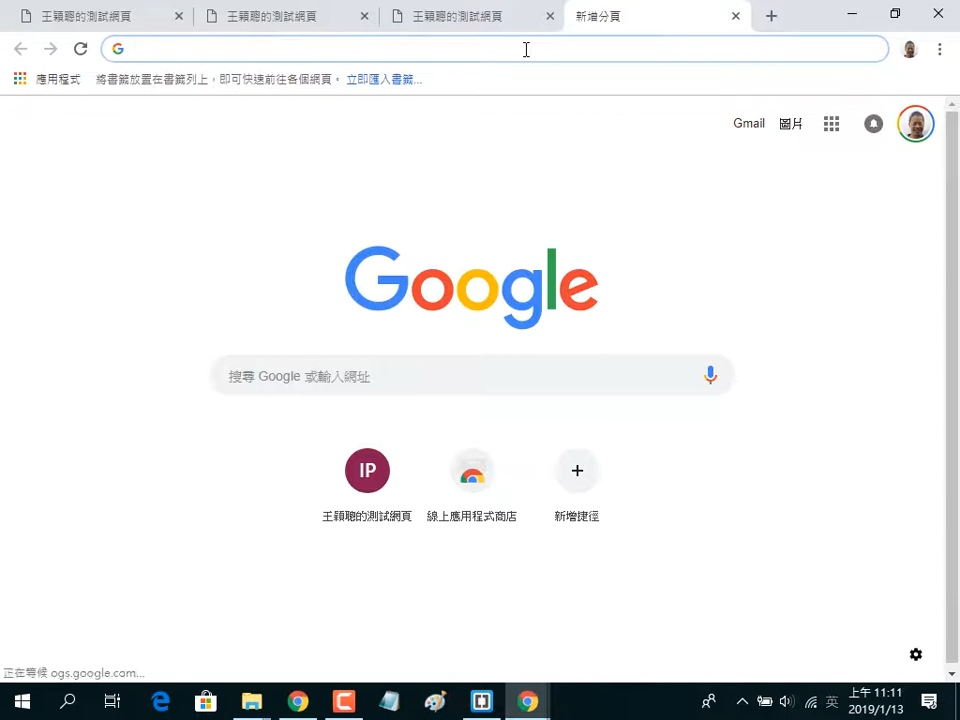 王穎聰的測試網頁
王穎聰的測試網頁
王穎聰的測試網頁
新增分頁
應用程式
將書籤放置在書籤列上，即可快速前往各個網頁。
立即匯入書籤...
Gmail
圖片
Google
搜尋 Google 或輸入網址
IP
王穎聰的測試網頁
線上應用程式商店
新增捷徑
正在等候 ogs.google.com...
英
上午 11:11
2019/1/13